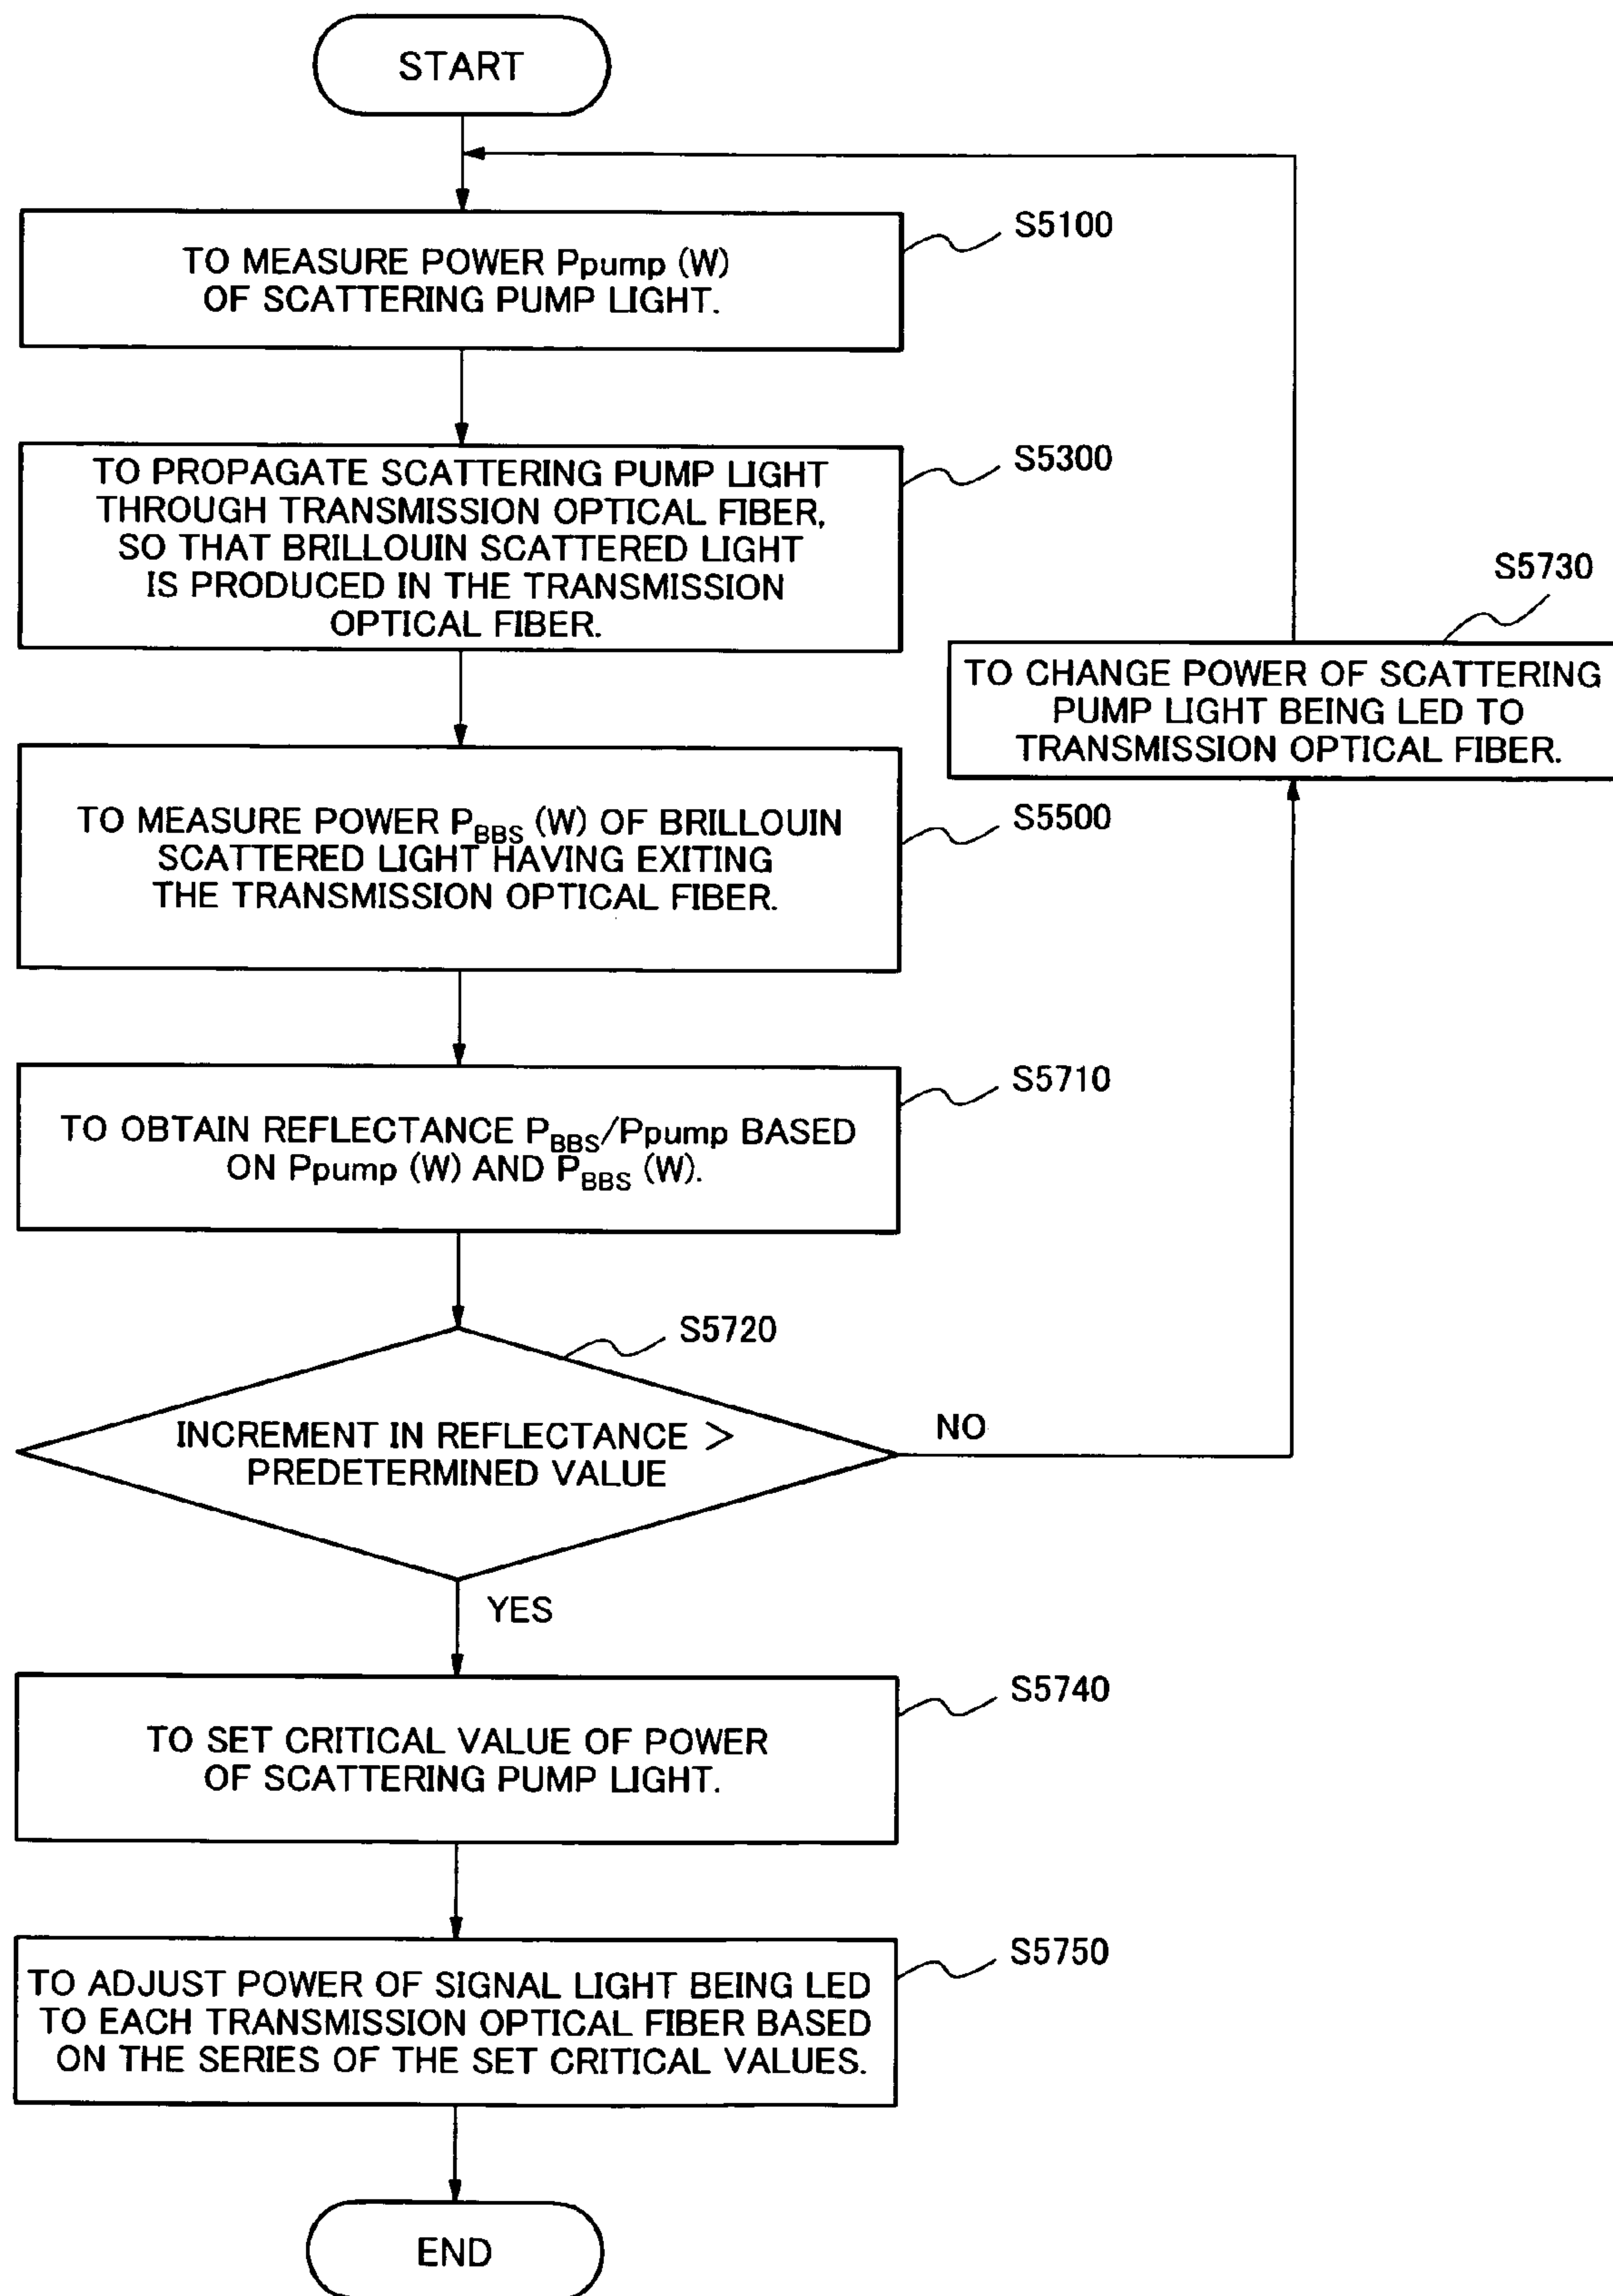 START
S5100
TO MEASURE POWER Ppump (W)
OF SCATTERING PUMP LIGHT.
S5300
TO PROPAGATE SCATTERING PUMP LIGHT
THROUGH TRANSMISSION OPTICAL FIBER,
SO THAT BRILLOUIN SCATTERED LIGHT
IS PRODUCED IN THE TRANSMISSION
OPTICAL FIBER.
S5730
TO CHANGE POWER OF SCATTERING
PUMP LIGHT BEING LED TO
TRANSMISSION OPTICAL FIBER.
S5500
TO MEASURE POWER PBBS (W) OF BRILLOUIN
SCATTERED LIGHT HAVING EXITING
THE TRANSMISSION OPTICAL FIBER.
S5710
TO OBTAIN REFLECTANCE PBBS/Ppump BASED
ON Ppump (W) AND PBBS (W).
S5720
INCREMENT IN REFLECTANCE >
PREDETERMINED VALUE
NO
YES
S5740
TO SET CRITICAL VALUE OF POWER
OF SCATTERING PUMP LIGHT.
S5750
TO ADJUST POWER OF SIGNAL LIGHT BEING LED
TO EACH TRANSMISSION OPTICAL FIBER BASED
ON THE SERIES OF THE SET CRITICAL VALUES.
END